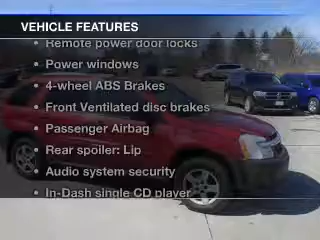 VEHICLE FEATURES
• Remote power door locks
• Power windows
• 4-wheel ABS Brakes
• Front Ventilated disc brakes
• Passenger Airbag
• Rear spoiler: Lip
• Audio system security
• In-Dash single CD player